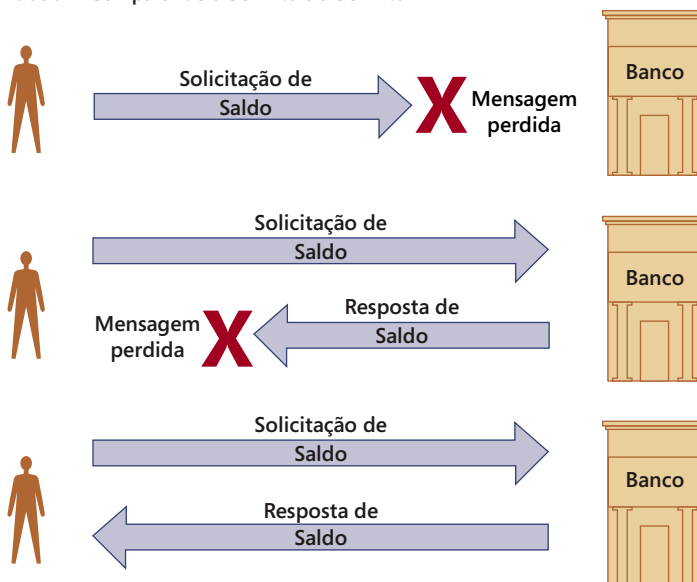 Solicitação de
Saldo
Mensagem
perdida
Banco
Solicitação de
Saldo
Banco
Mensagem
perdida
Resposta de
Saldo
Solicitação de
Saldo
Banco
Resposta de
Saldo